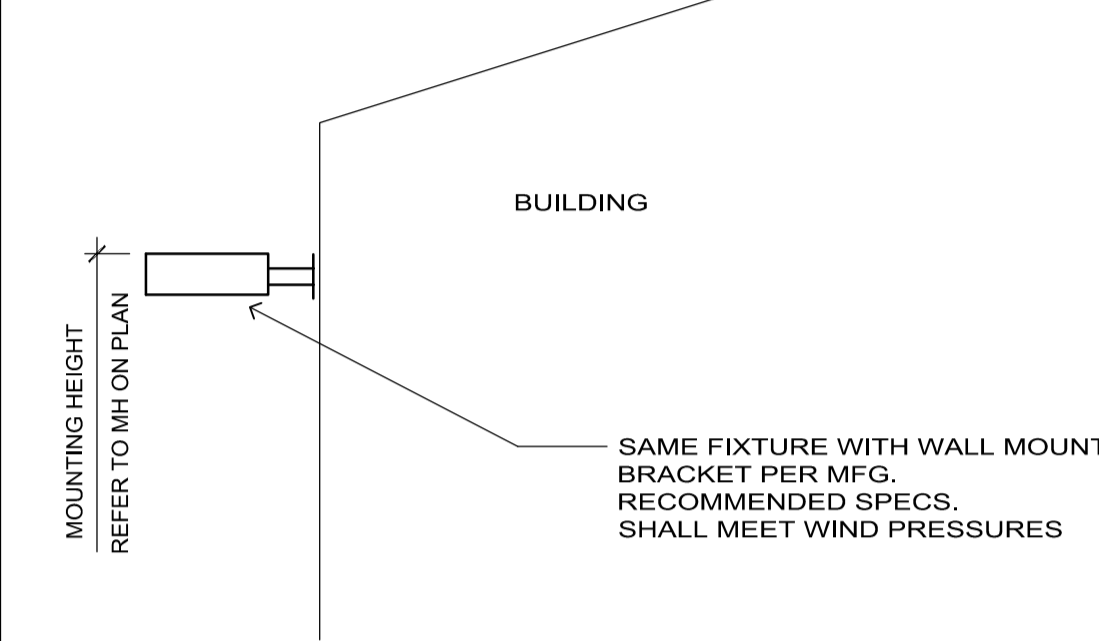 BUILDING
MOUNTING HEIGHT
REFER TO MH ON PLAN
SAME FIXTURE WITH WALL MOUNT
BRACKET PER MFG.
RECOMMENDED SPECS.
SHALL MEET WIND PRESSURES